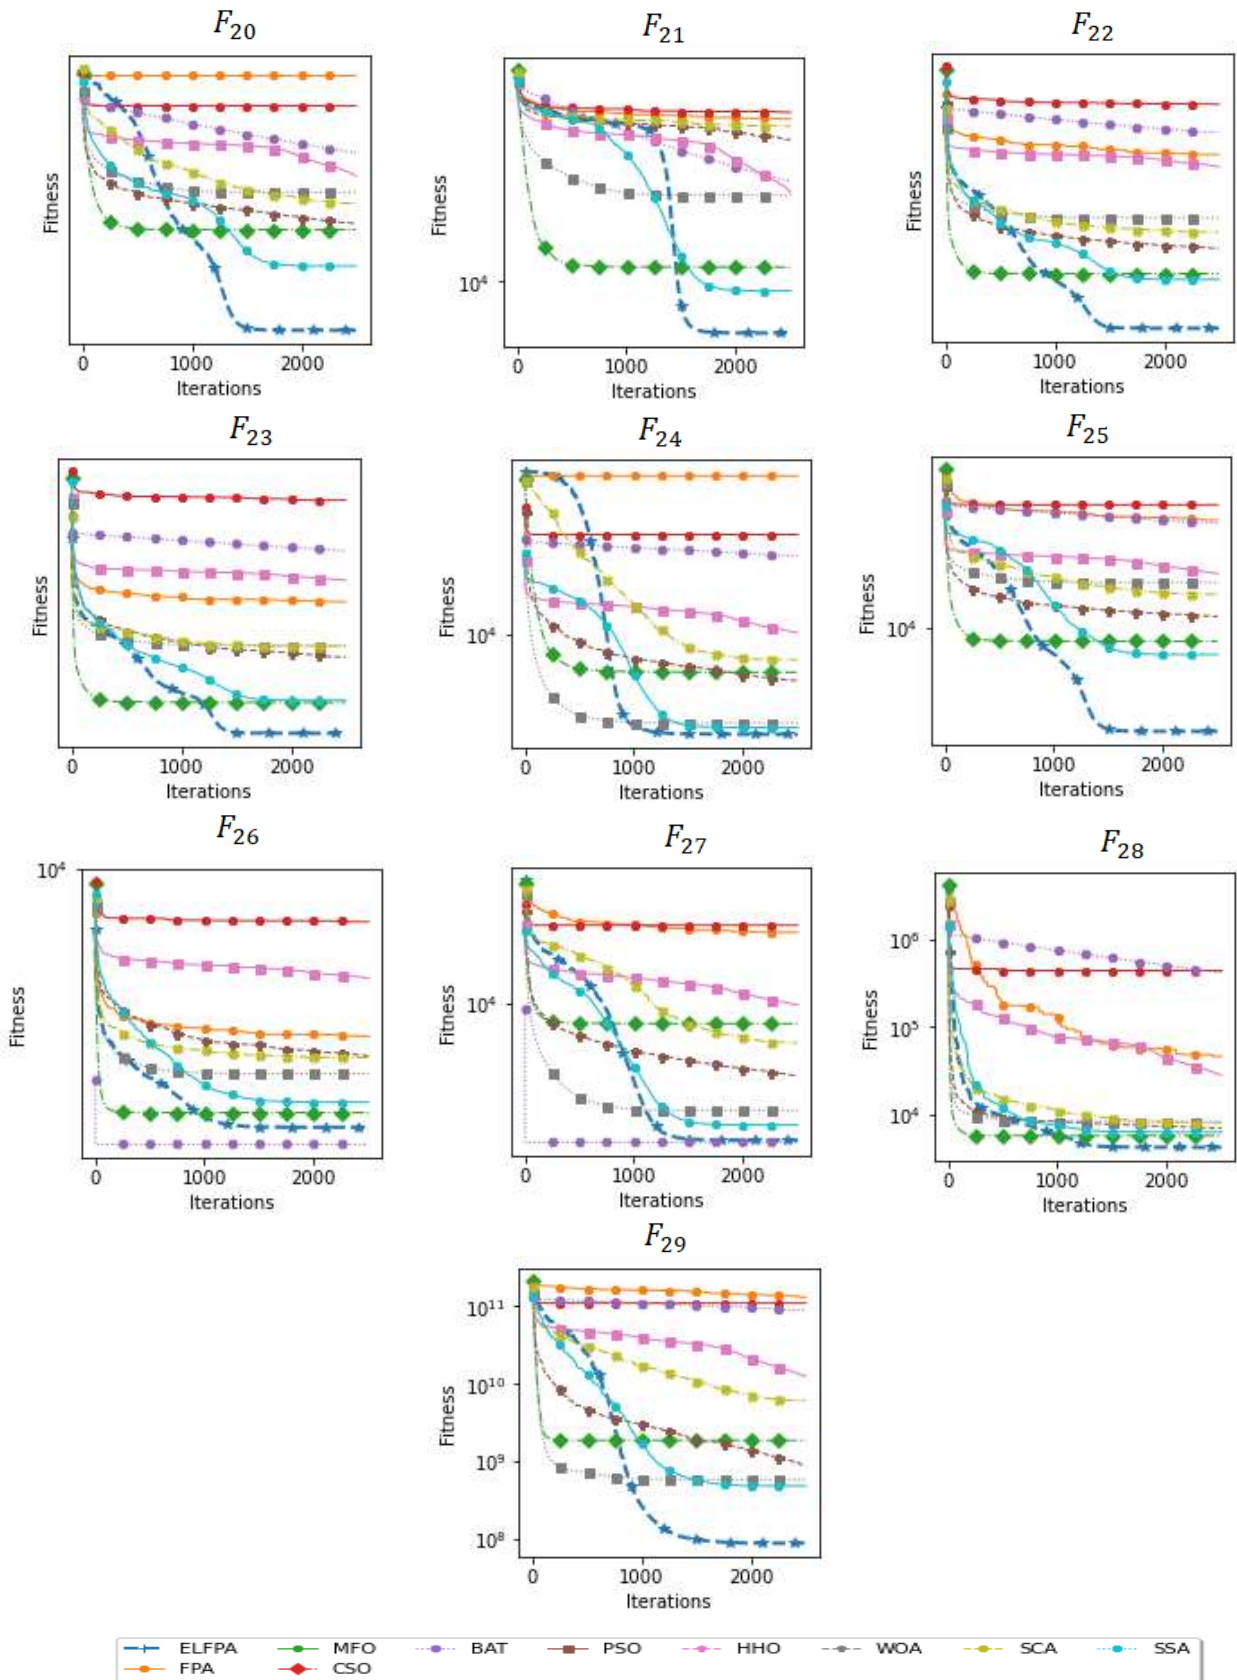 F20 F21 F22
Fitness Fitness 10^4 Fitness
0 1000 2000 0 1000 2000 0 1000 2000
Iterations Iterations Iterations
F23 F24 F25
Fitness Fitness 10^4 Fitness 10^4
0 1000 2000 0 1000 2000 0 1000 2000
Iterations Iterations Iterations
F26 F27 F28
10^4 Fitness Fitness 10^4 Fitness 10^6 10^5 10^4
0 1000 2000 0 1000 2000 0 1000 2000
Iterations Iterations Iterations
F29
10^11
10^10
Fitness
10^9
10^8
0 1000 2000
Iterations
ELFPA MFO BAT PSO HHO WOA SCA SSA
FPA CSO